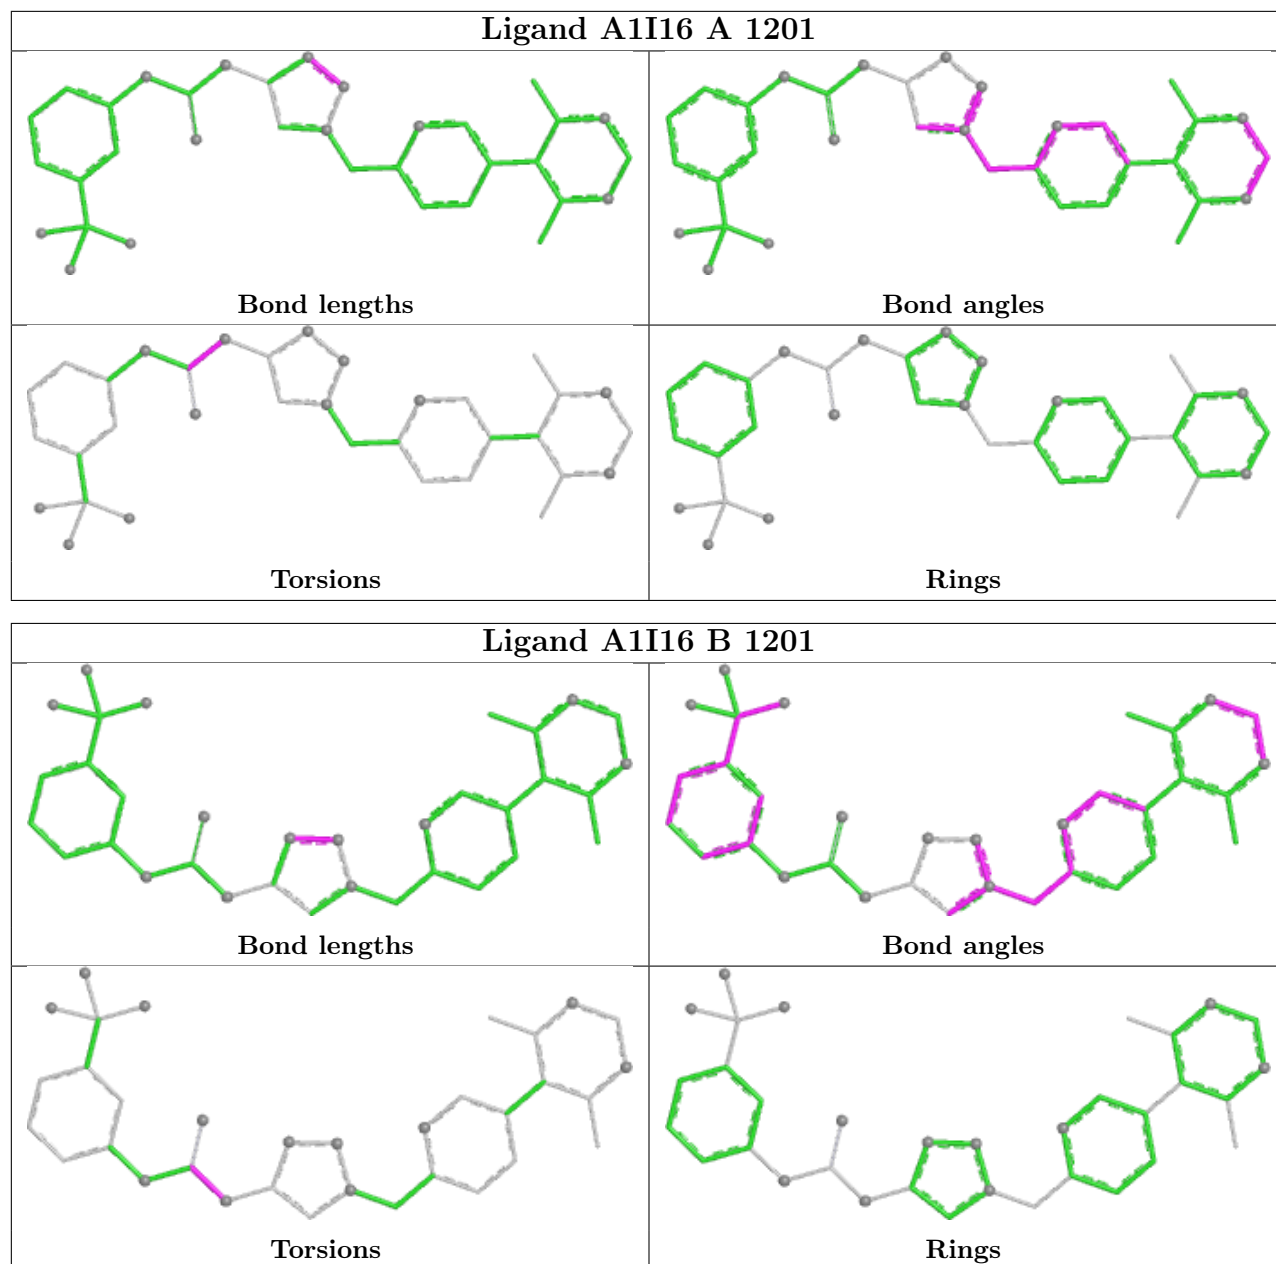 Ligand A1I16 A 1201
Bond lengths
Bond angles
Torsions
Rings
Ligand A1I16 B 1201
Bond lengths
Bond angles
Torsions
Rings